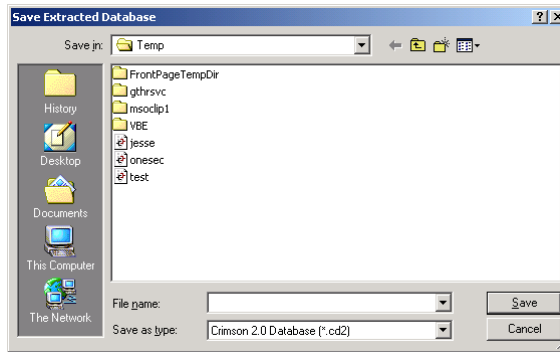 Save Extracted Database
Save in: Temp
History
Desktop
Documents
This Computer
The Network
FrontPageTempDir
gthrsvc
msoclip1
VBE
jesse
onesec
test
File name:
Save
Save as type: Crimson 2.0 Database (*.cd2)
Cancel